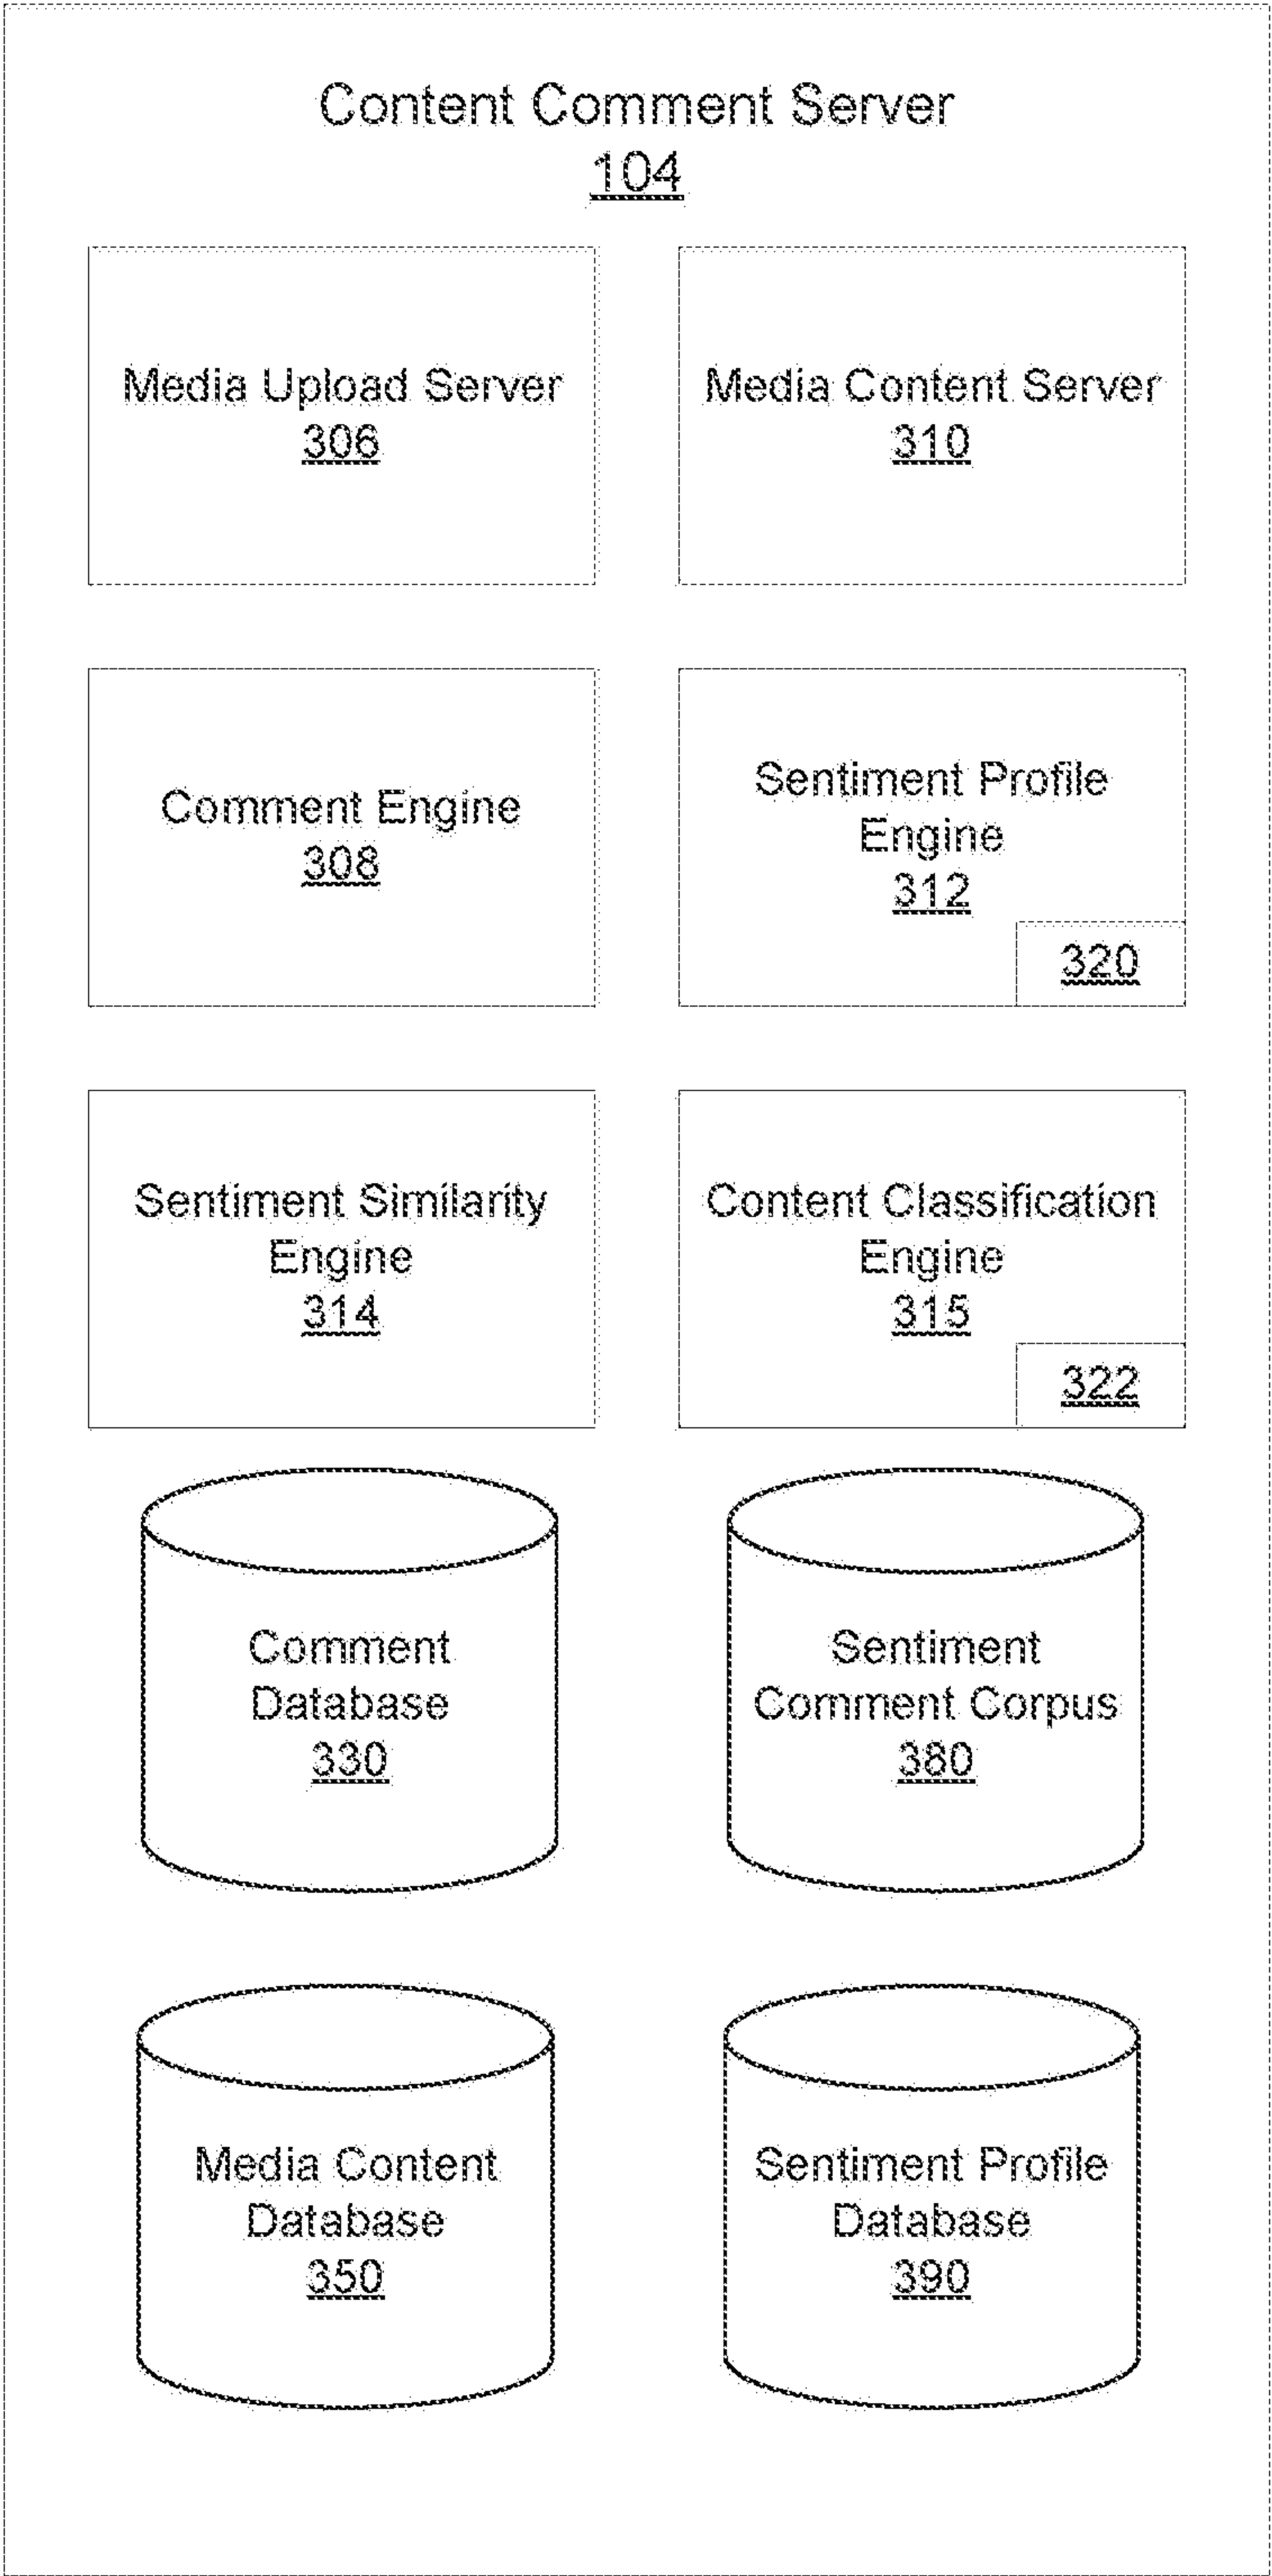 Content Comment Server
104
Media Upload Server
306
Media Content Server
310
Comment Engine
308
Sentiment Profile
Engine
312
320
Sentiment Similarity
Engine
314
Content Classification
Engine
315
322
Comment
Database
330
Sentiment
Comment Corpus
380
Media Content
Database
350
Sentiment Profile
Database
390